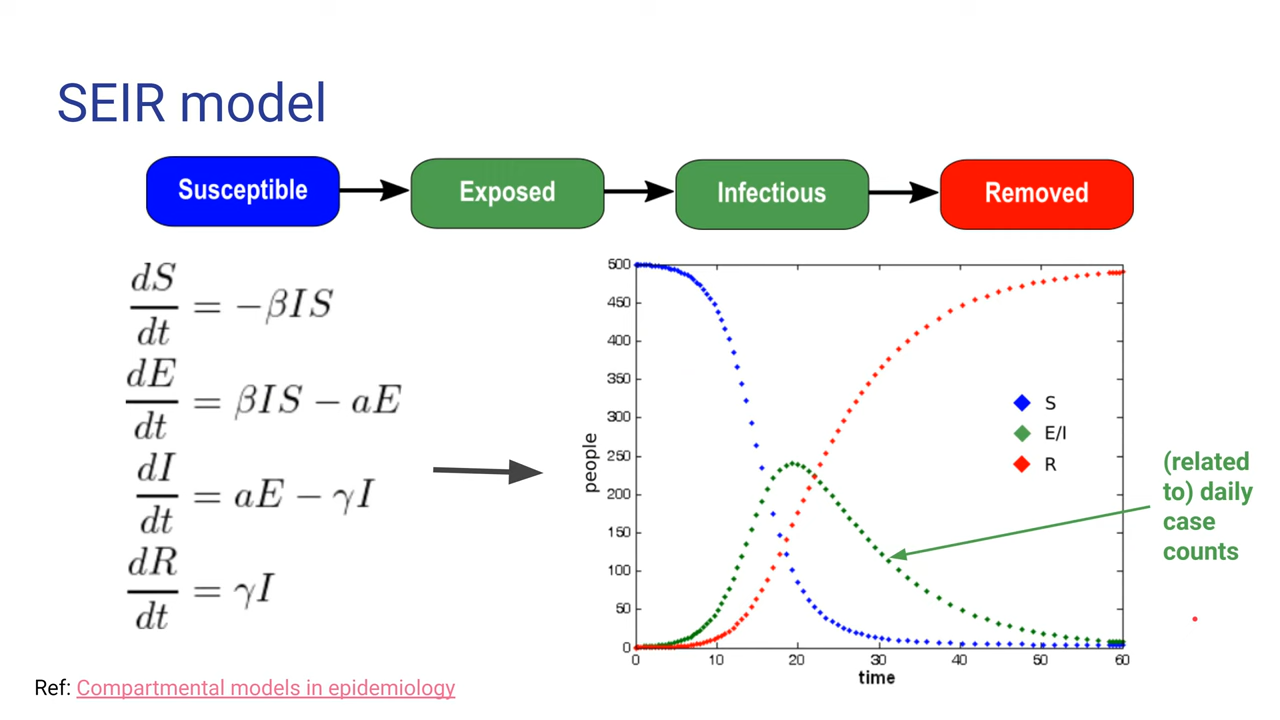 SEIR model
Susceptible
Exposed
Infectious
Removed
dS/dt = −βIS
dE/dt = βIS − aE
dI/dt = aE − γI
dR/dt = γI
500
450
400
350
300
250
200
150
100
50
0
people
0 10 20 30 40 50 60
time
S
E/I
R
(related
to) daily
case
counts
Ref: Compartmental models in epidemiology